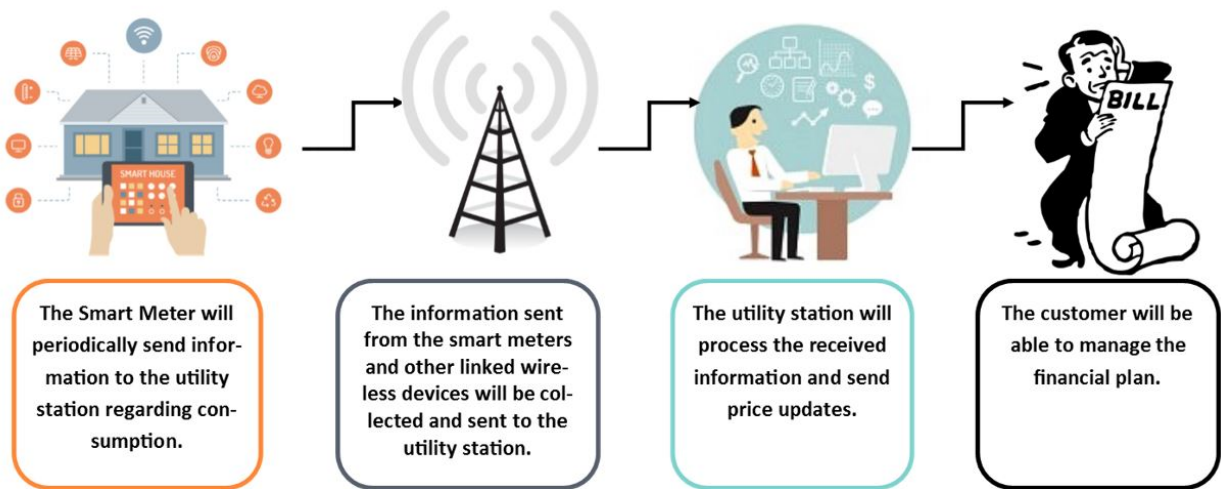 SMART HOUSE
$
BILL
The Smart Meter will
periodically send infor-
mation to the utility
station regarding con-
sumption.
The information sent
from the smart meters
and other linked wire-
less devices will be col-
lected and sent to the
utility station.
The utility station will
process the received
information and send
price updates.
The customer will be
able to manage the
financial plan.